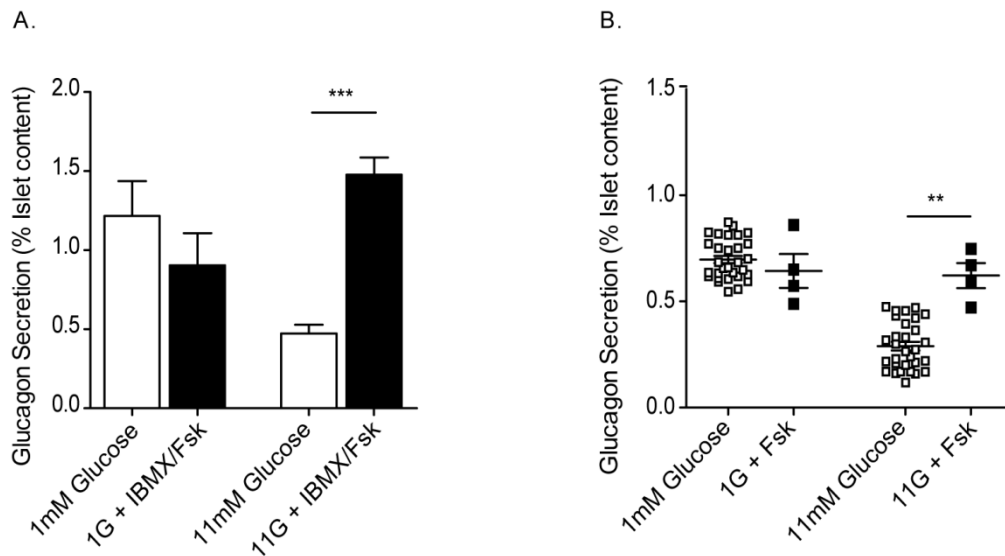 A.
Glucagon Secretion (% Islet content)
2.0
1.5
1.0
0.5
0.0
***
1mM Glucose
1G + IBMX/Fsk
11mM Glucose
11G + IBMX/Fsk
B.
Glucagon Secretion (% Islet content)
1.5
1.0
0.5
0.0
**
1mM Glucose
1G + Fsk
11mM Glucose
11G + Fsk